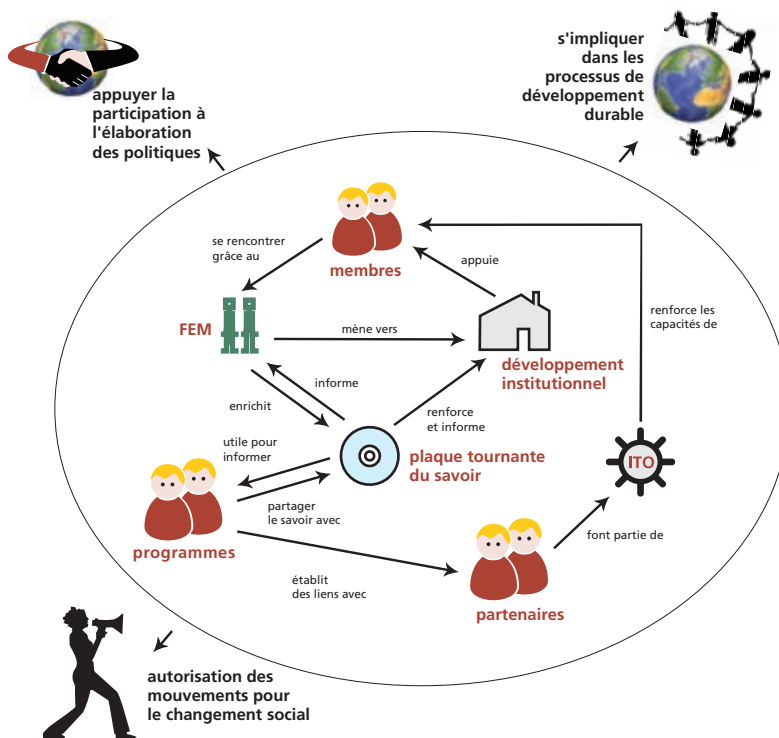 appuyer la
participation à
l'élaboration
des politiques
s'impliquer
dans les
processus de
développement
durable
se rencontrer
grâce au
membres
appuie
renforce les
capacités de
FEM
mène vers
développement
institutionnel
informe
enrichit
renforce
et informe
utile pour
informer
plaque tournante
du savoir
ITO
partager
le savoir avec
programmes
font partie de
établit
des liens avec
partenaires
autorisation des
mouvements pour
le changement social